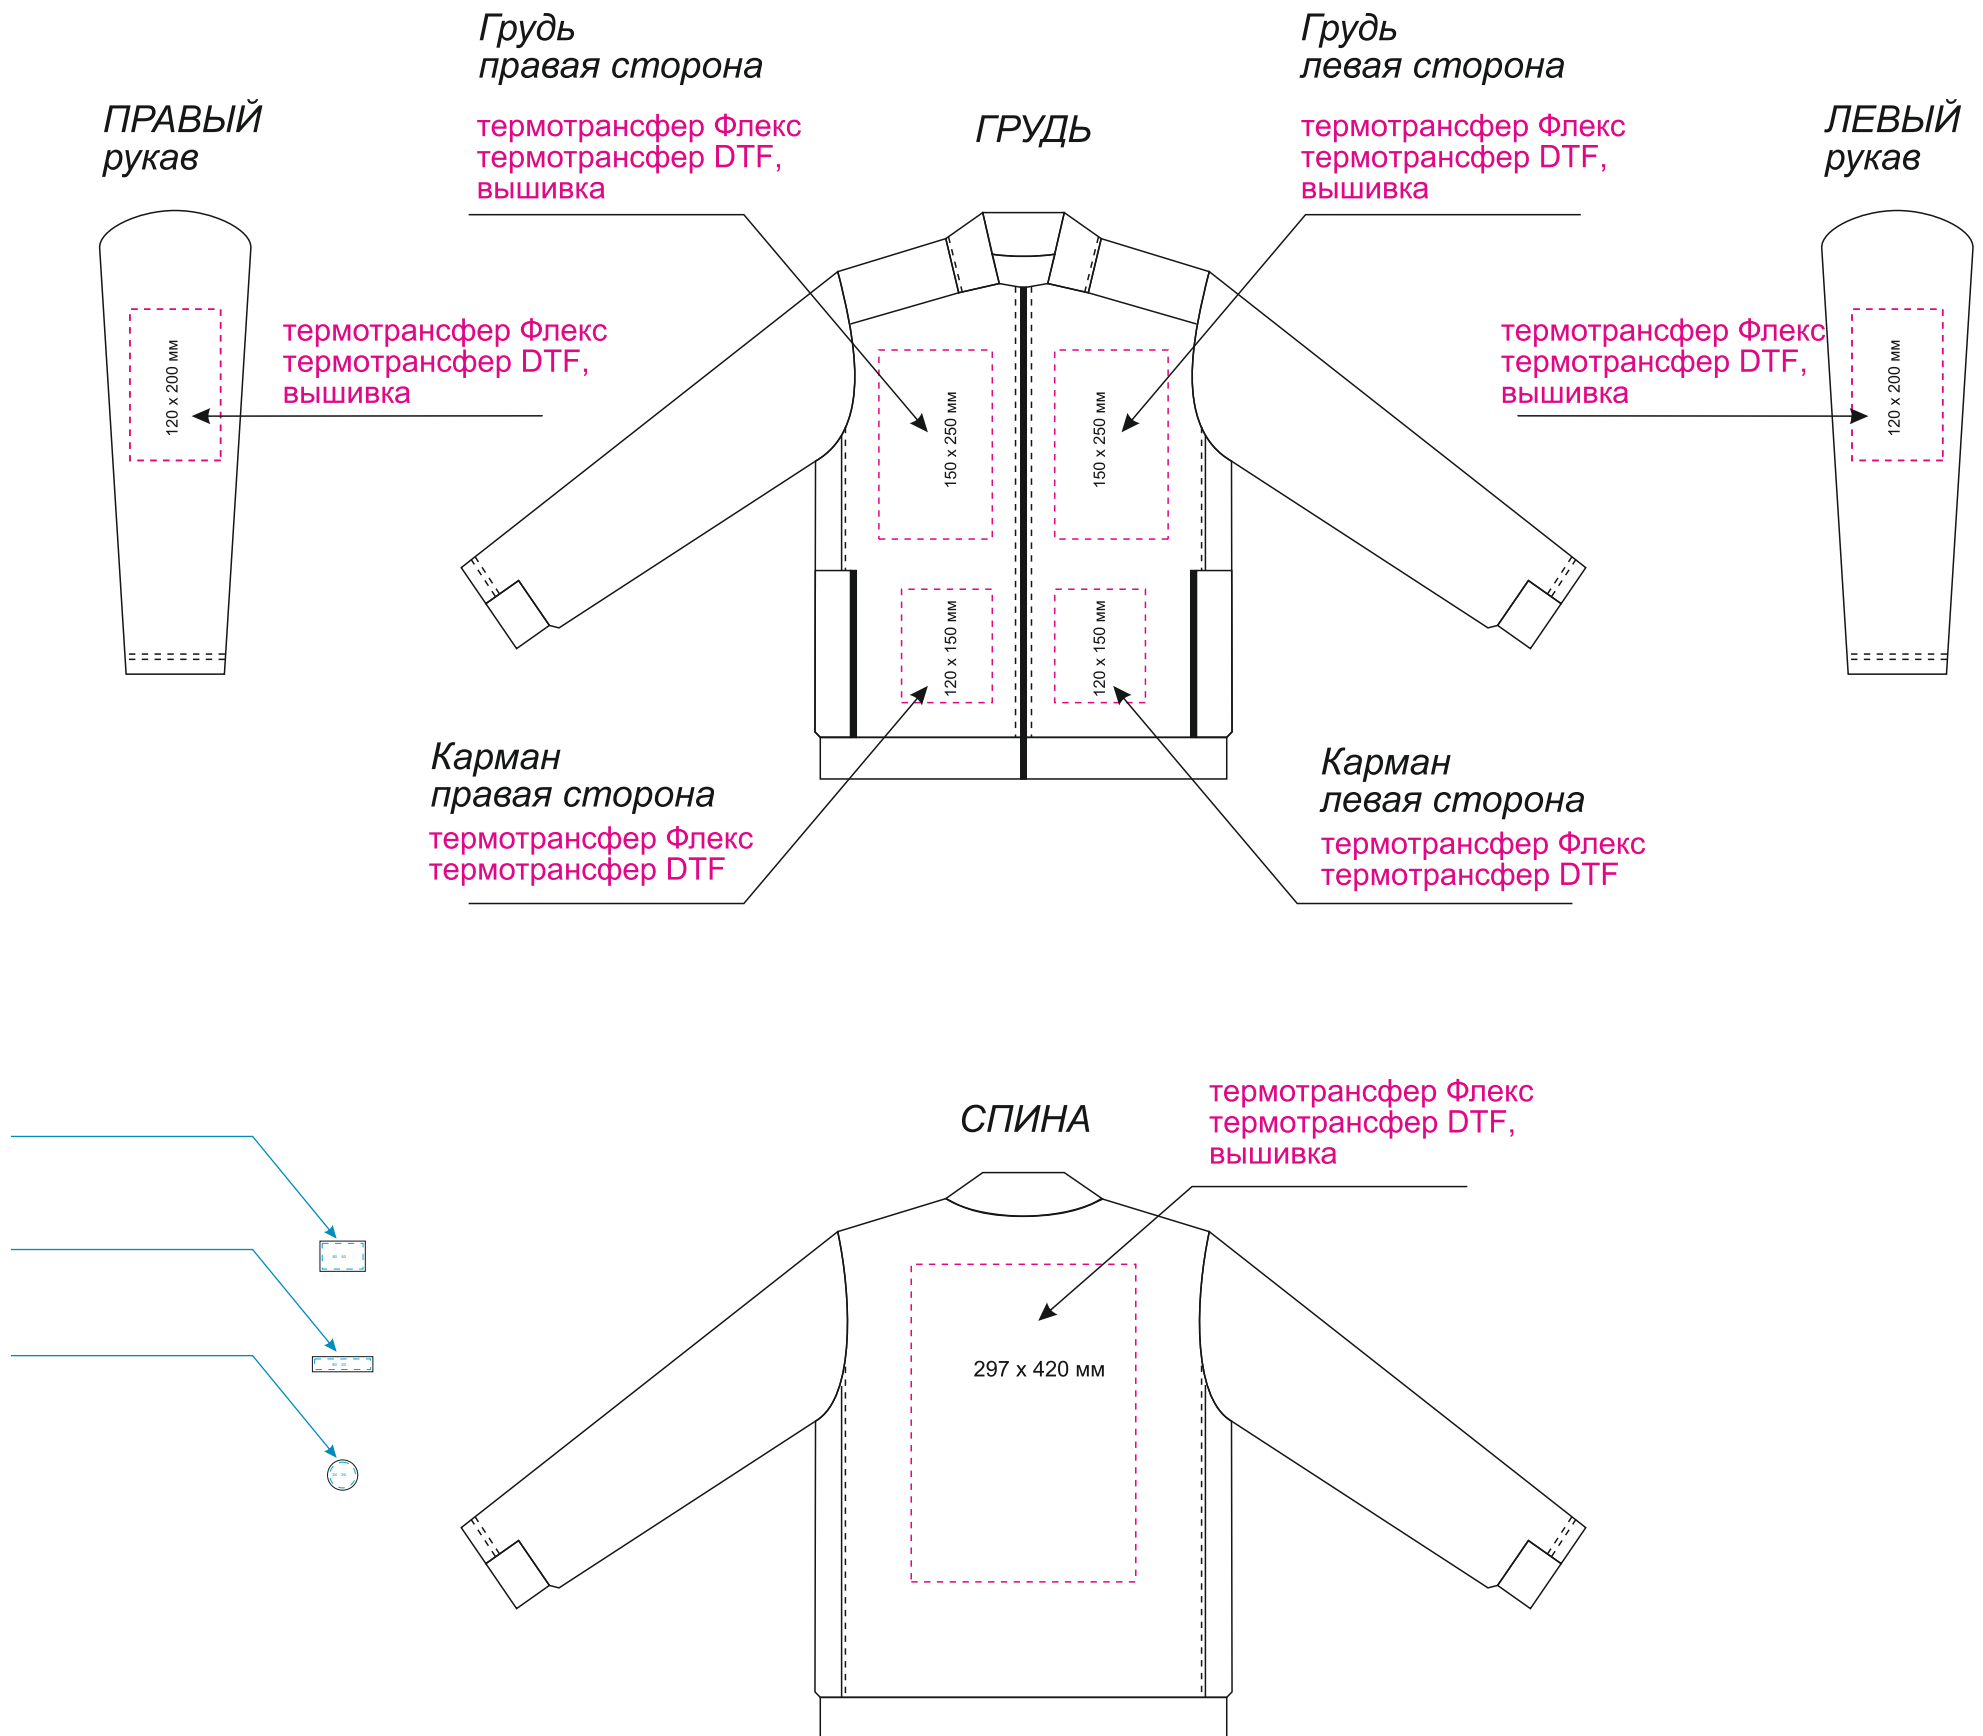 Грудь
правая сторона
термотрансфер Флекс
термотрансфер DTF,
вышивка
Грудь
левая сторона
термотрансфер Флекс
термотрансфер DTF,
вышивка
ПРАВЫЙ
рукав
ГРУДЬ
ЛЕВЫЙ
рукав
120 x 200 мм
термотрансфер Флекс
термотрансфер DTF,
вышивка
150 x 250 мм
150 x 250 мм
термотрансфер Флекс
термотрансфер DTF,
вышивка
120 x 200 мм
120 x 150 мм
120 x 150 мм
Карман
правая сторона
термотрансфер Флекс
термотрансфер DTF
Карман
левая сторона
термотрансфер Флекс
термотрансфер DTF
СПИНА
термотрансфер Флекс
термотрансфер DTF,
вышивка
297 x 420 мм